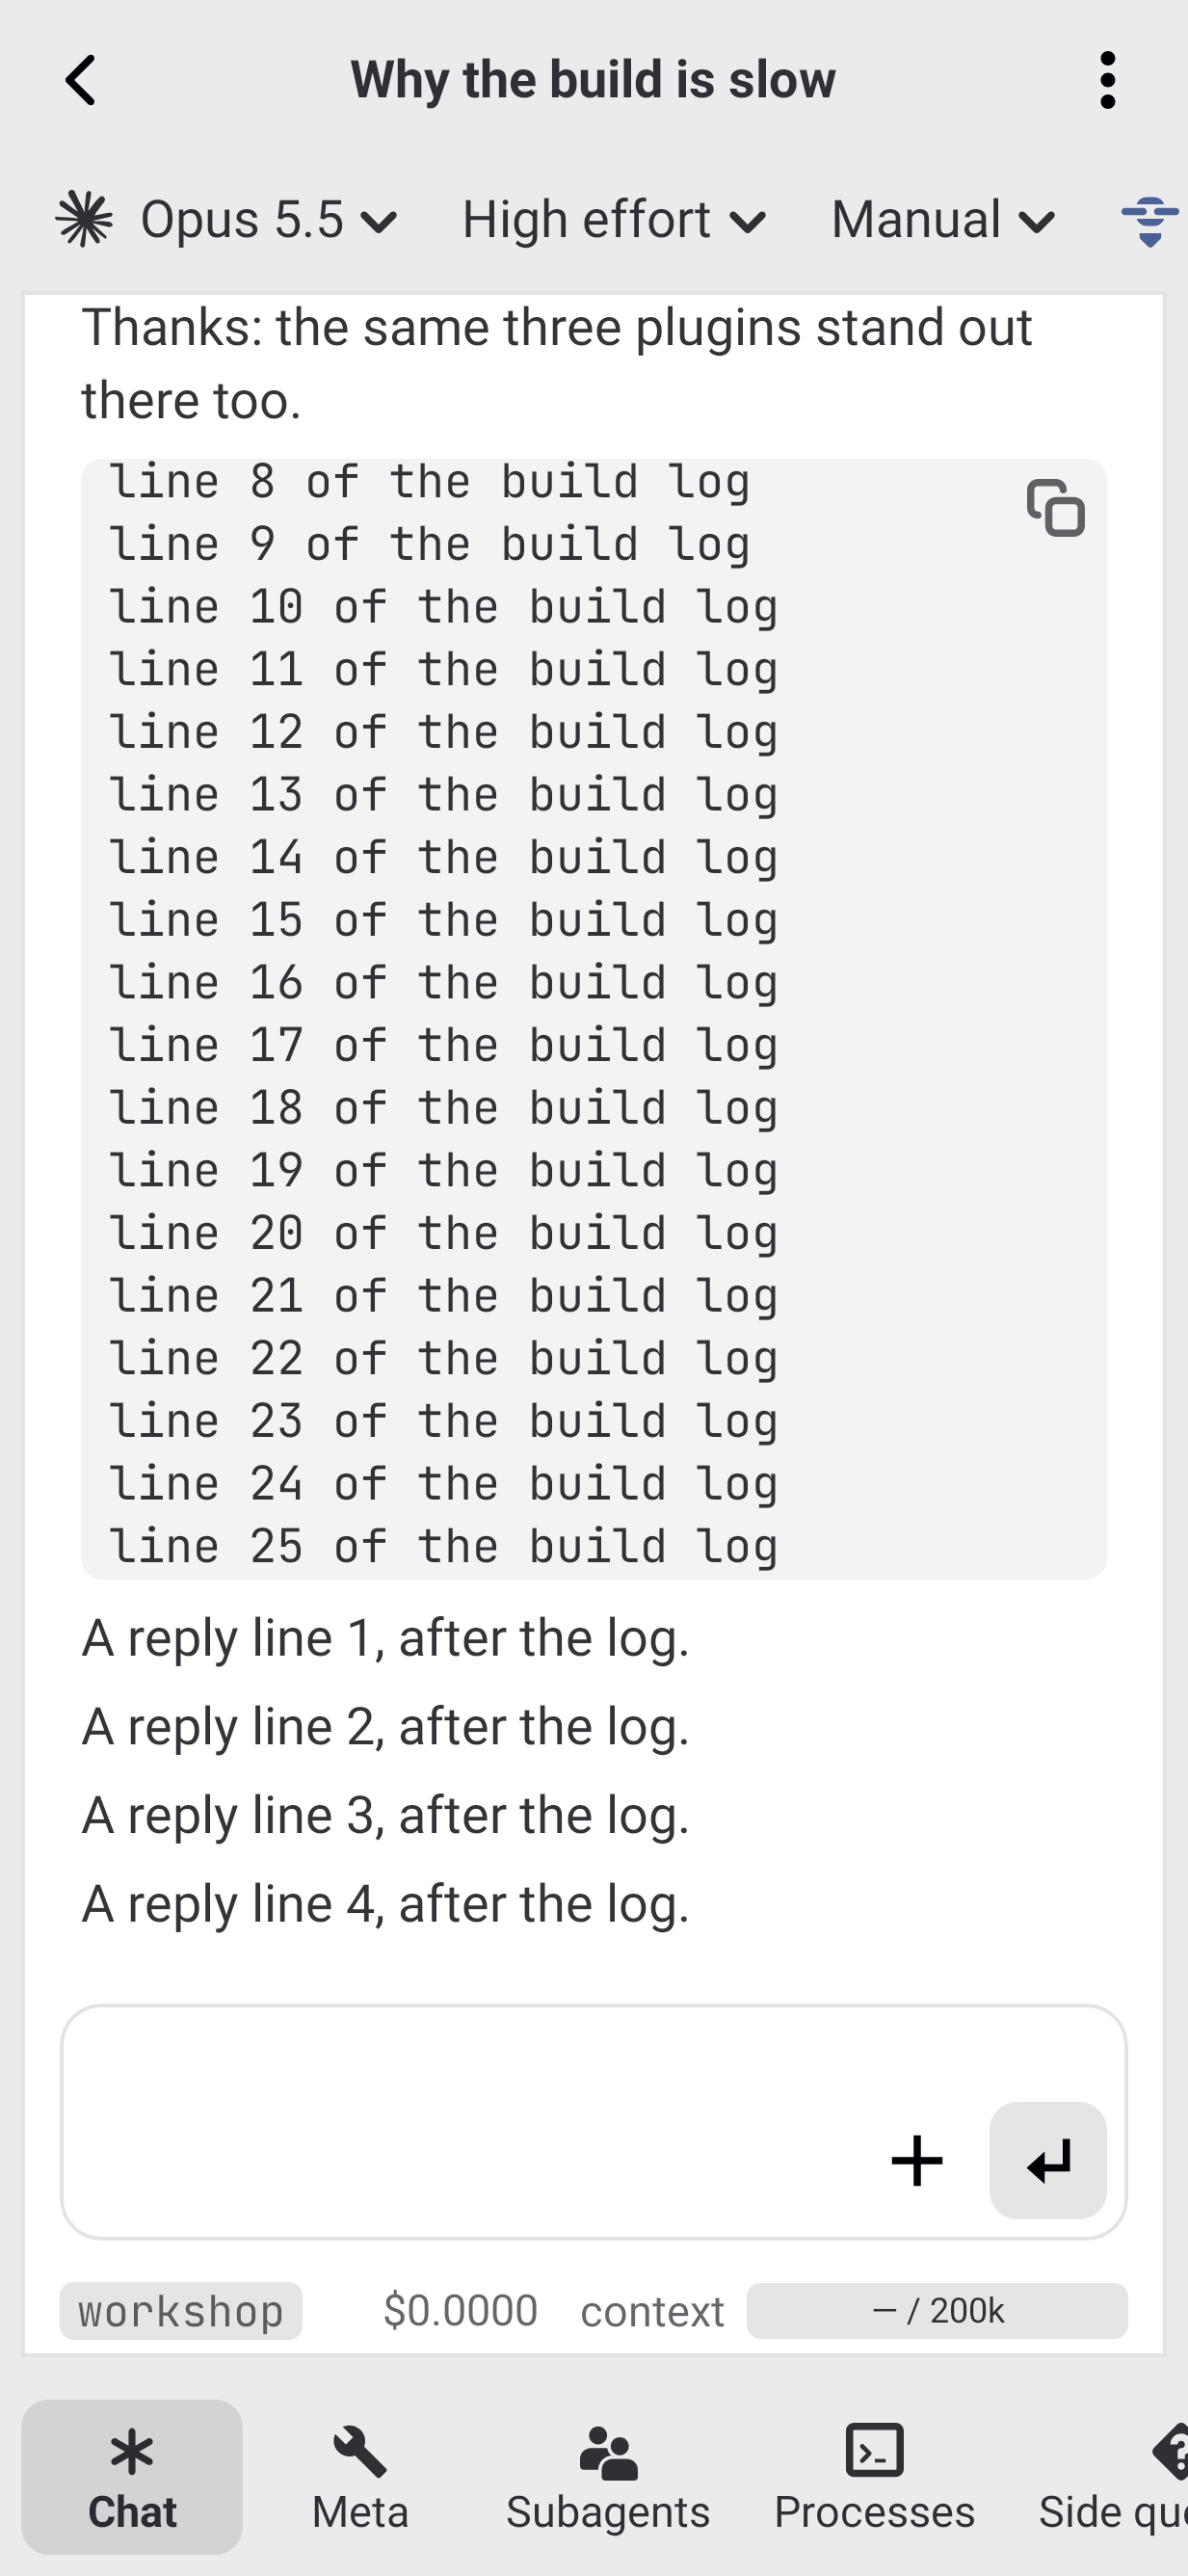 Why the build is slow
Opus 5.5 High effort Manual
Thanks: the same three plugins stand out
there too.
line 8 of the build log
line 9 of the build log
line 10 of the build log
line 11 of the build log
line 12 of the build log
line 13 of the build log
line 14 of the build log
line 15 of the build log
line 16 of the build log
line 17 of the build log
line 18 of the build log
line 19 of the build log
line 20 of the build log
line 21 of the build log
line 22 of the build log
line 23 of the build log
line 24 of the build log
line 25 of the build log
A reply line 1, after the log.
A reply line 2, after the log.
A reply line 3, after the log.
A reply line 4, after the log.
workshop $0.0000 context — / 200k
Chat Meta Subagents Processes Side